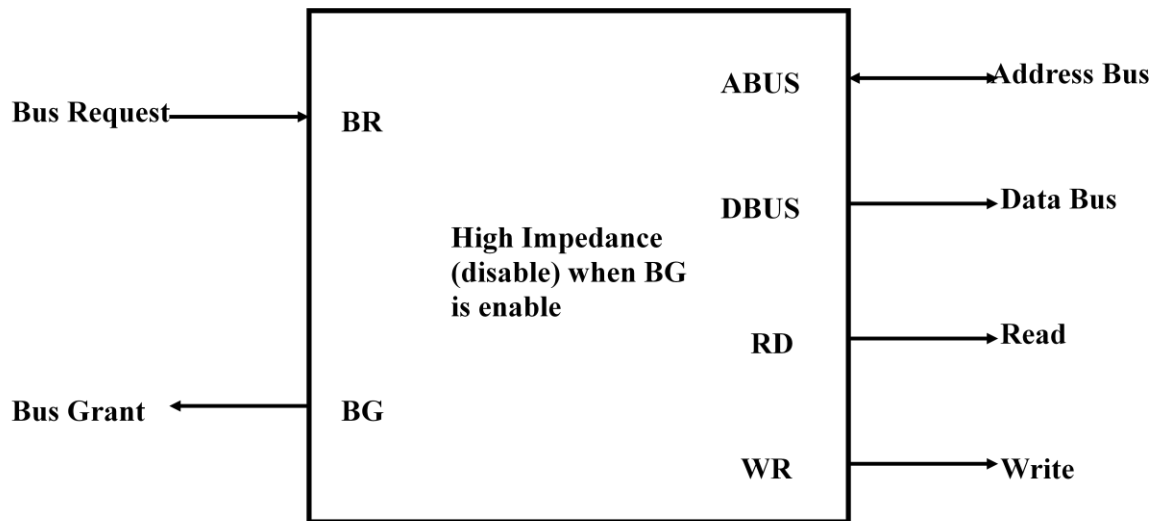 Bus Request
BR
ABUS
Address Bus
DBUS
Data Bus
High Impedance
(disable) when BG
is enable
RD
Read
Bus Grant
BG
WR
Write